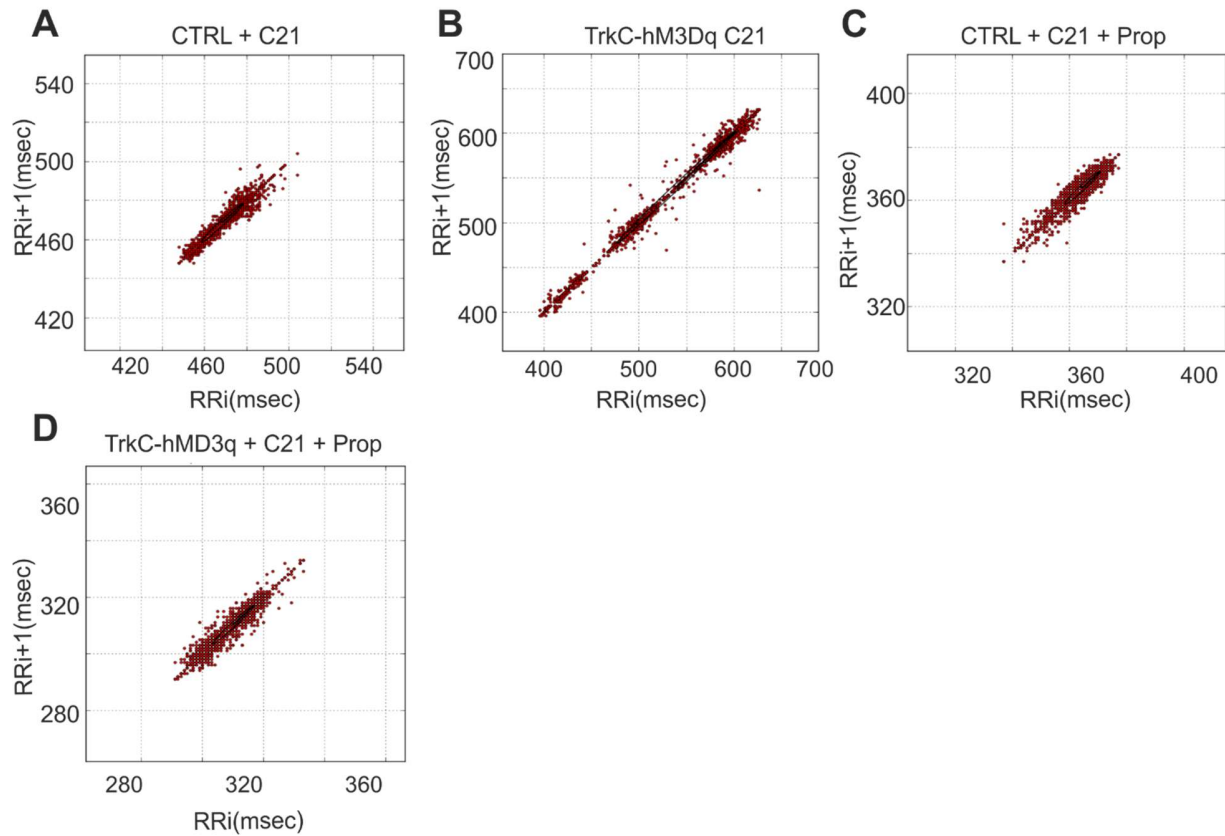 A
CTRL + C21
540
500
460
420
RRi+1(msec)
420 460 500 540
RRi(msec)
B
TrkC-hM3Dq C21
700
600
500
400
RRi+1(msec)
400 500 600 700
RRi(msec)
C
CTRL + C21 + Prop
400
360
320
RRi+1(msec)
320 360 400
RRi(msec)
D
TrkC-hMD3q + C21 + Prop
360
320
280
RRi+1(msec)
280 320 360
RRi(msec)